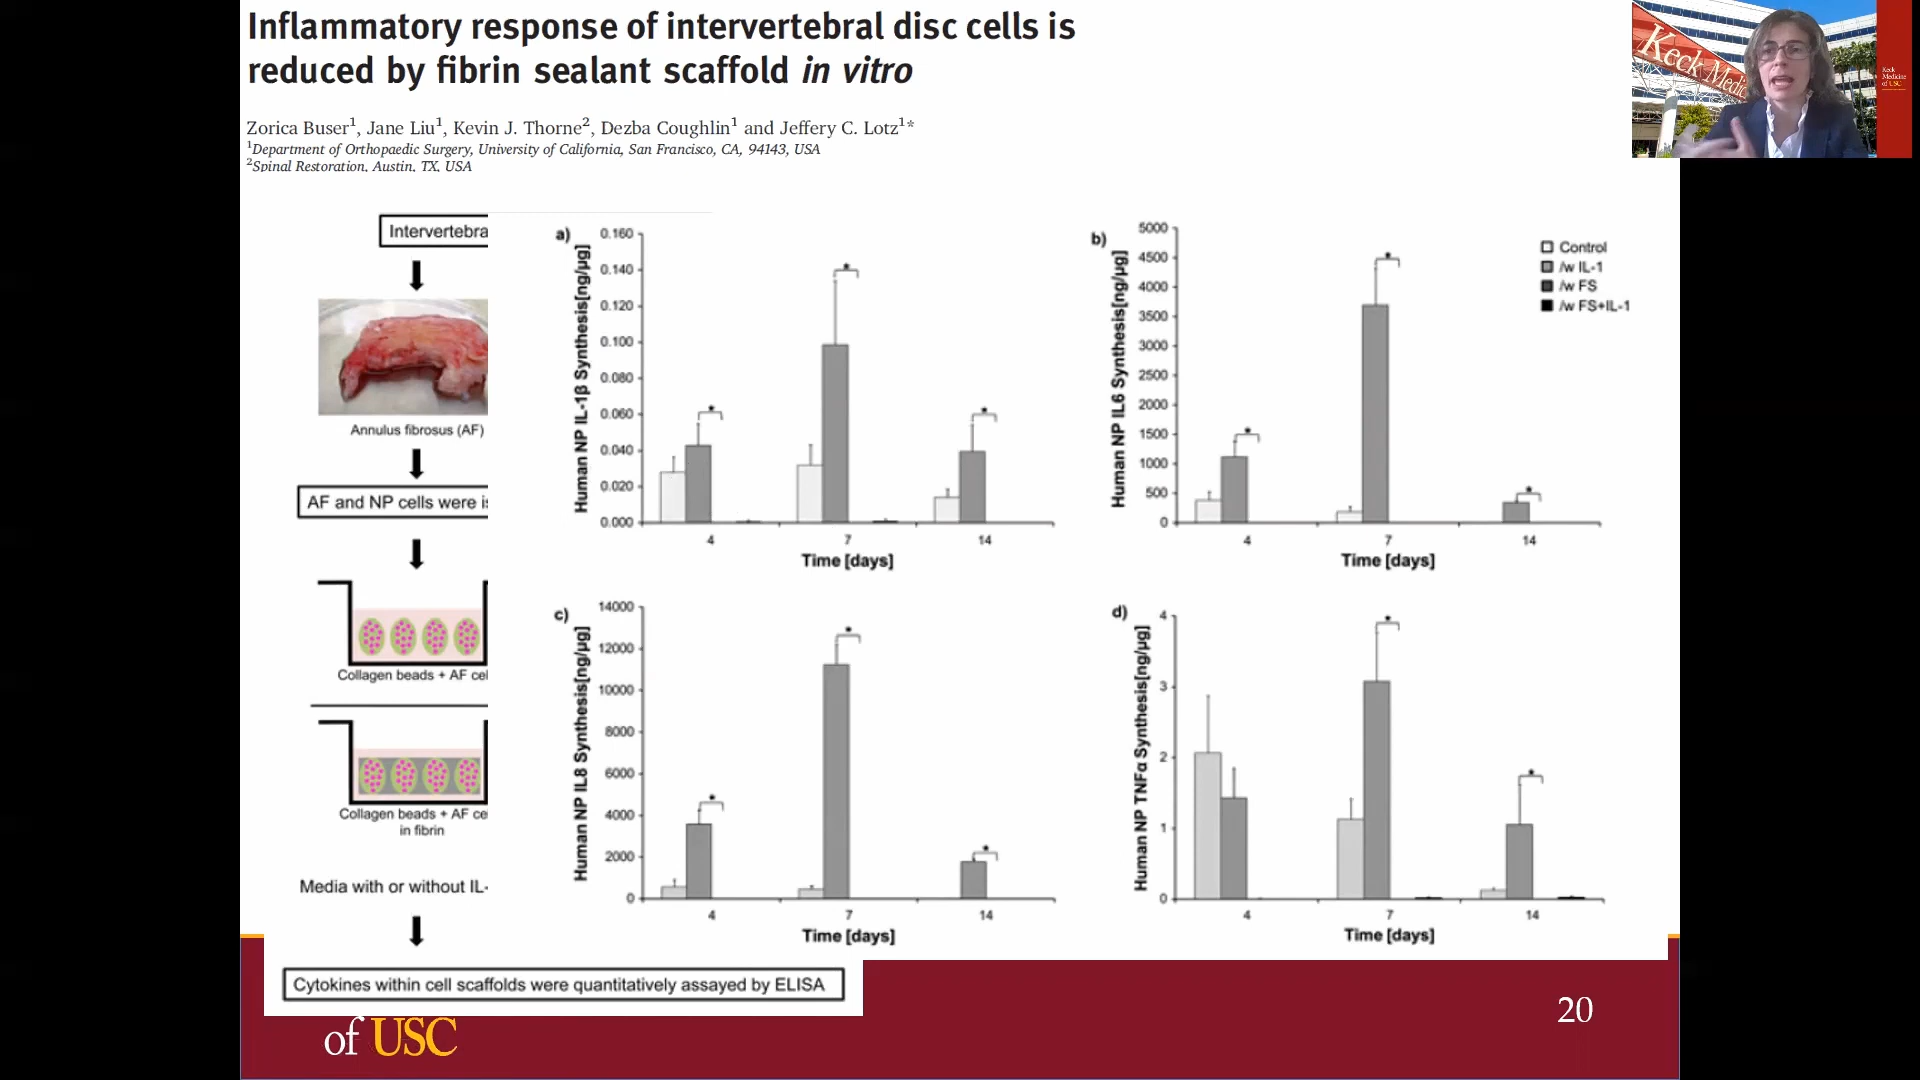 Inflammatory response of intervertebral disc cells is
reduced by fibrin sealant scaffold in vitro
Zorica Buser¹, Jane Liu¹, Kevin J. Thorne², Dezba Coughlin¹ and Jeffery C. Lotz¹*
¹Department of Orthopaedic Surgery, University of California, San Francisco, CA, 94143, USA
²Spinal Restoration, Austin, TX, USA
Keck Medic
Keck
Medicine
of USC
Intervertebra
Annulus fibrosus (AF)
AF and NP cells were is
Collagen beads + AF cel
Collagen beads + AF ce
in fibrin
Media with or without IL-
Cytokines within cell scaffolds were quantitatively assayed by ELISA
a)
Human NP IL-1β Synthesis[ng/µg]
0.160
0.140
0.120
0.100
0.080
0.060
0.040
0.020
0.000
* * *
4 7 14
Time [days]
b)
Human NP IL6 Synthesis[ng/µg]
5000
4500
4000
3500
3000
2500
2000
1500
1000
500
0
* * *
4 7 14
Time [days]
Control
/w IL-1
/w FS
/w FS+IL-1
c)
Human NP IL8 Synthesis[ng/µg]
14000
12000
10000
8000
6000
4000
2000
0
* * *
4 7 14
Time [days]
d)
Human NP TNFα Synthesis[ng/µg]
4
3
2
1
0
* *
4 7 14
Time [days]
of USC
20